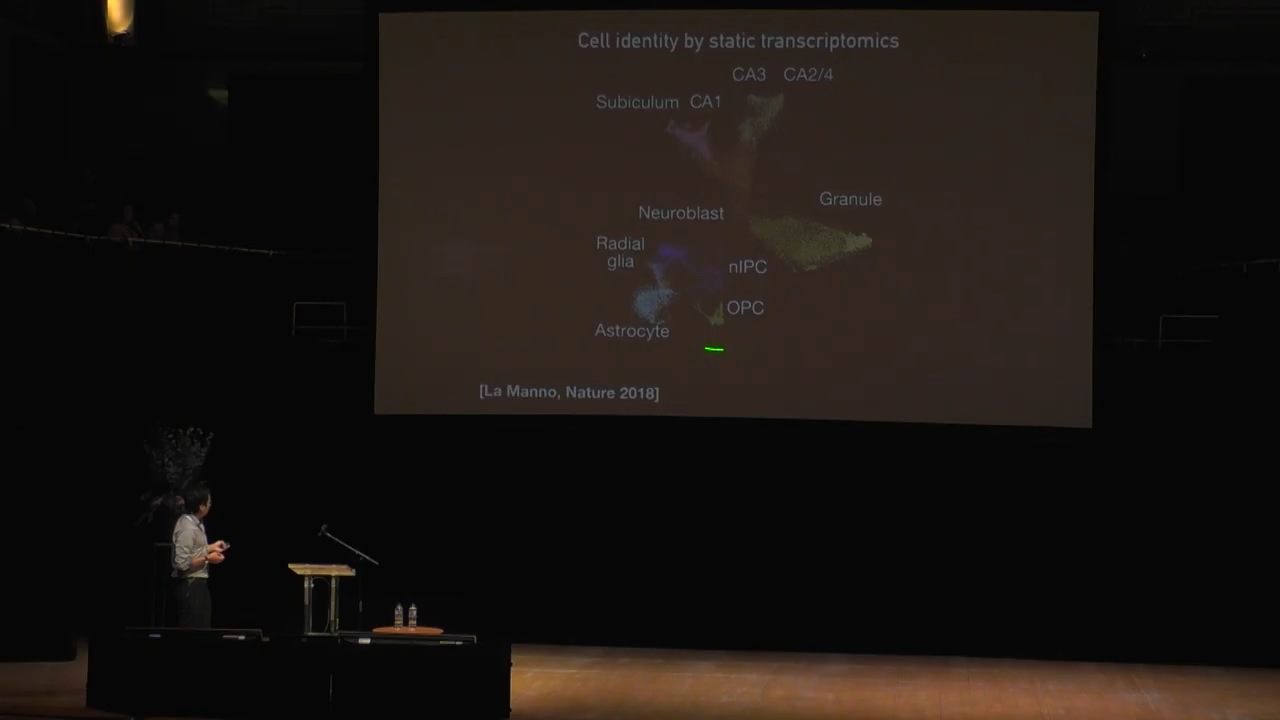 Cell identity by static transcriptomics
CA3 CA2/4
Subiculum CA1
Granule
Neuroblast
Radial
glia
nIPC
OPC
Astrocyte
[La Manno, Nature 2018]